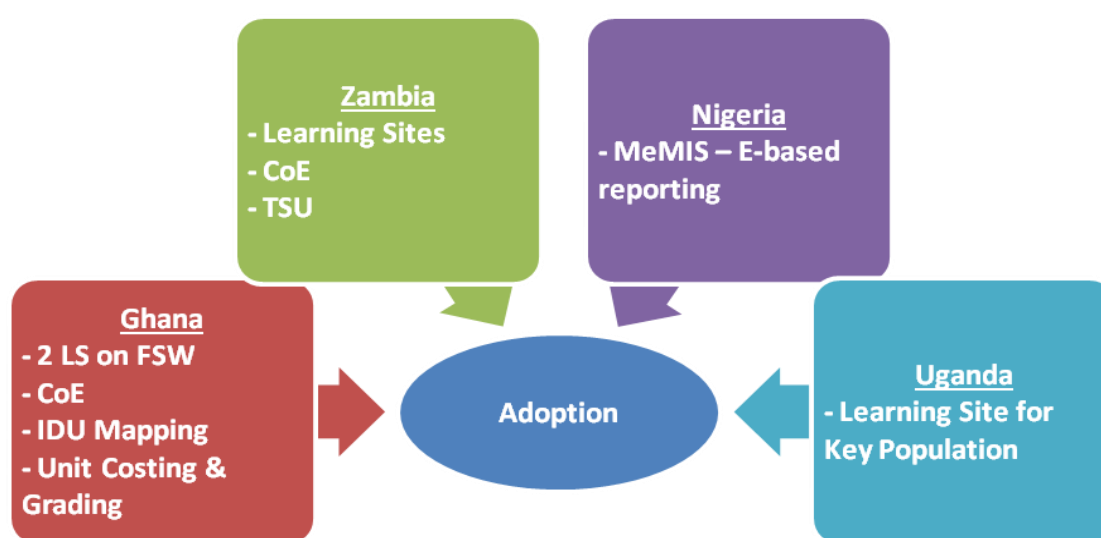 Zambia
- Learning Sites
- CoE
- TSU
Nigeria
- MeMIS – E-based
reporting
Ghana
- 2 LS on FSW
- CoE
- IDU Mapping
- Unit Costing &
Grading
Adoption
Uganda
- Learning Site for
Key Population